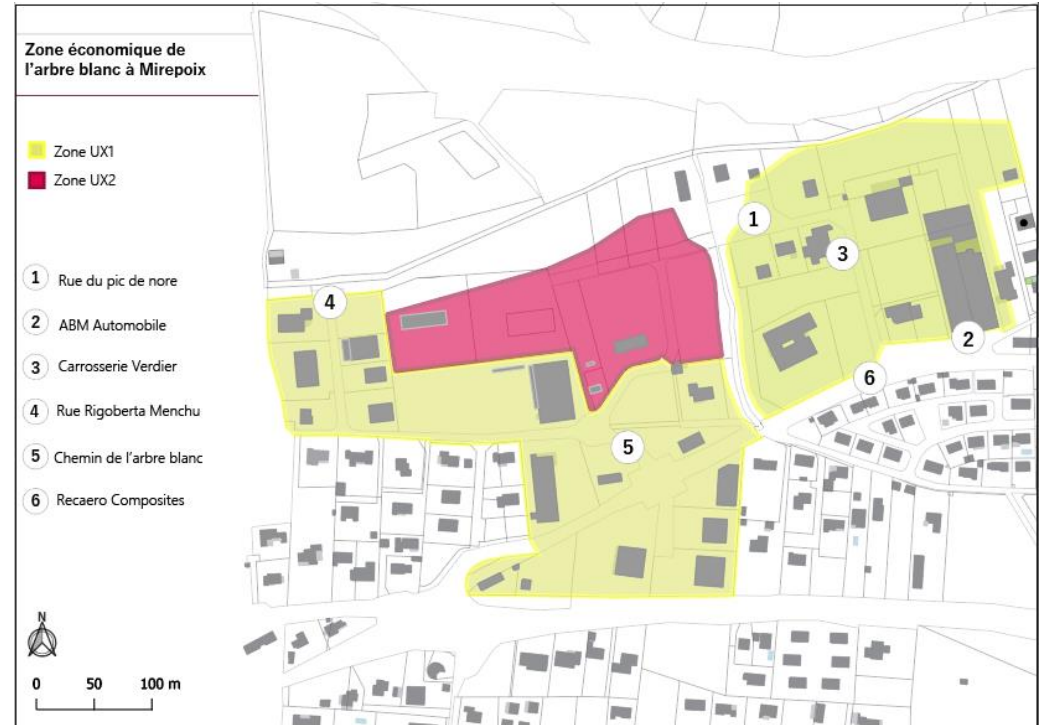 Zone économique de
l'arbre blanc à Mirepoix
Zone UX1
Zone UX2
1 Rue du pic de nore
2 ABM Automobile
3 Carrosserie Verdier
4 Rue Rigoberta Menchu
5 Chemin de l'arbre blanc
6 Recaero Composites
1
3
4
2
6
5
N
0 50 100 m